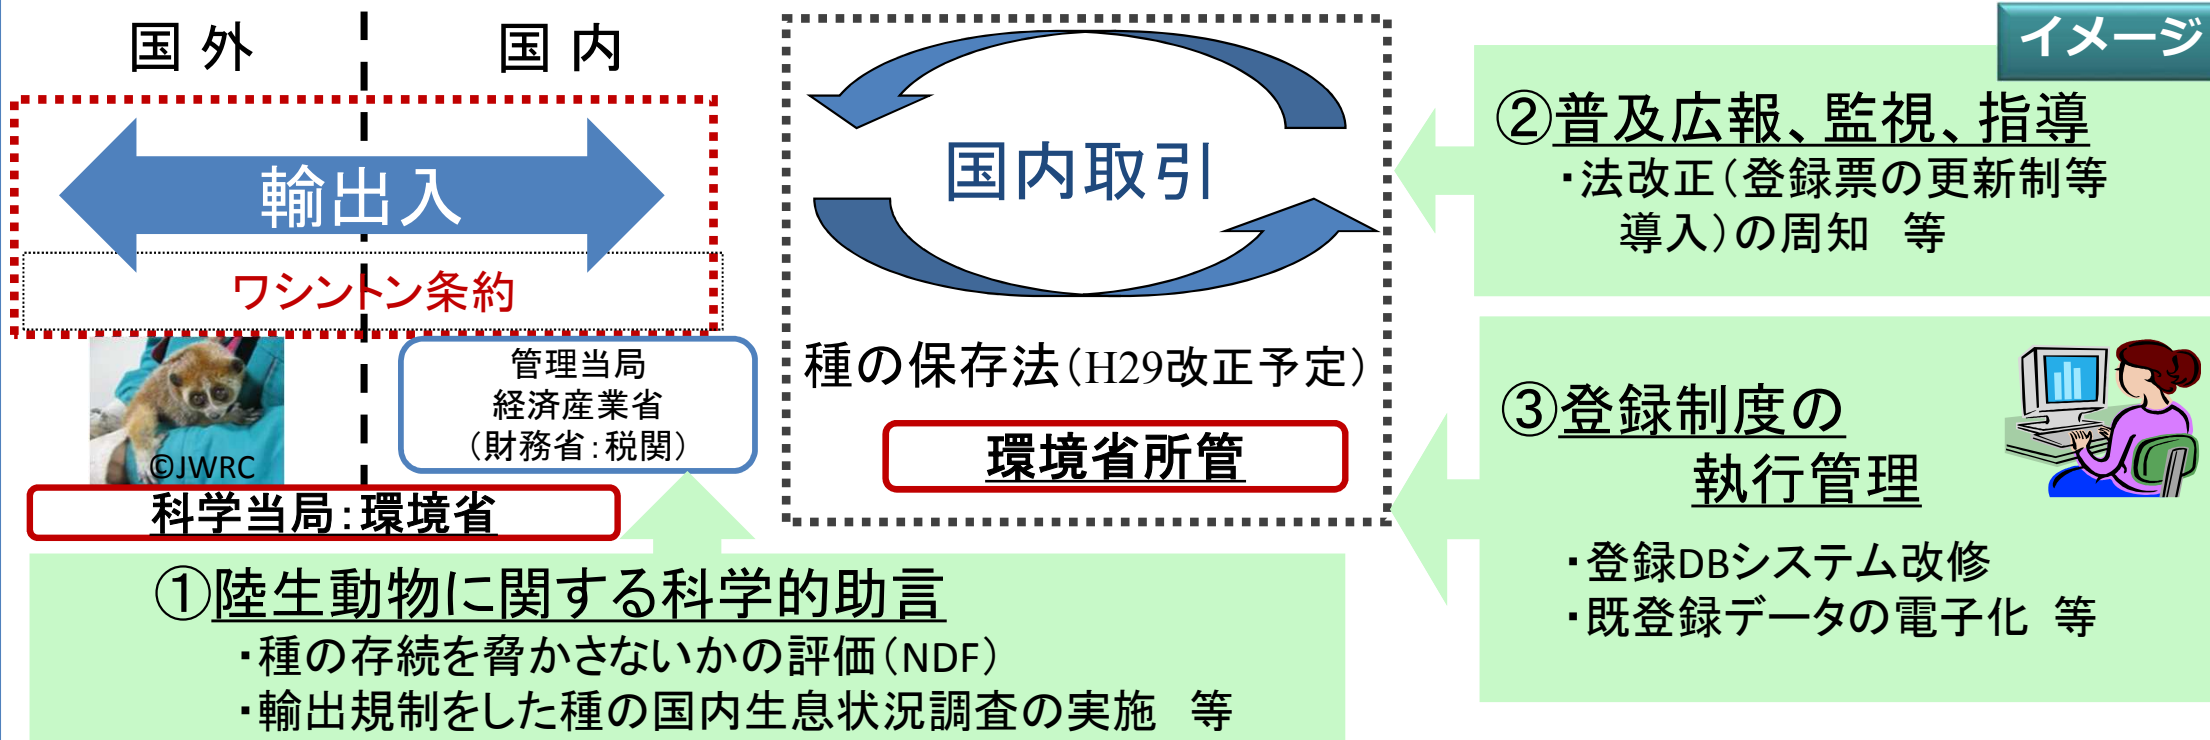 イメージ
国外
国内
輸出入
ワシントン条約
管理当局
経済産業省
（財務省：税関）
©JWRC
科学当局：環境省
国内取引
種の保存法（H29改正予定）
環境省所管
①陸生動物に関する科学的助言
・種の存続を脅かさないかの評価（NDF）
・輸出規制をした種の国内生息状況調査の実施　等
②普及広報、監視、指導
・法改正（登録票の更新制等
導入）の周知　等
③登録制度の
執行管理
・登録DBシステム改修
・既登録データの電子化　等